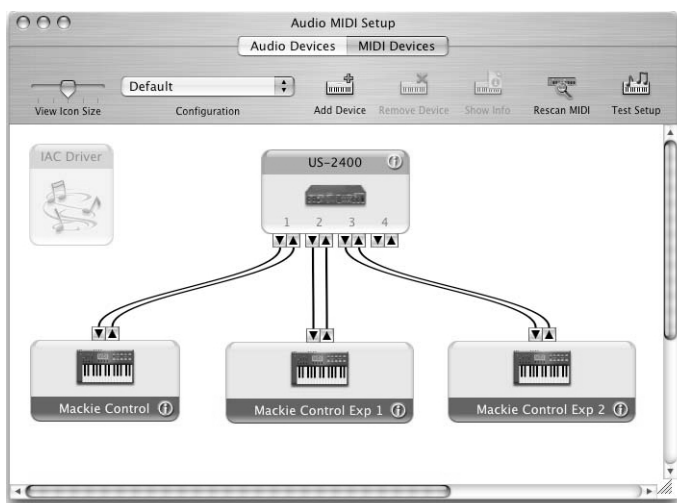 Audio MIDI Setup
Audio Devices MIDI Devices
Default
View Icon Size Configuration Add Device Remove Device Show Info Rescan MIDI Test Setup
IAC Driver
US-2400
1 2 3 4
Mackie Control
Mackie Control Exp 1
Mackie Control Exp 2